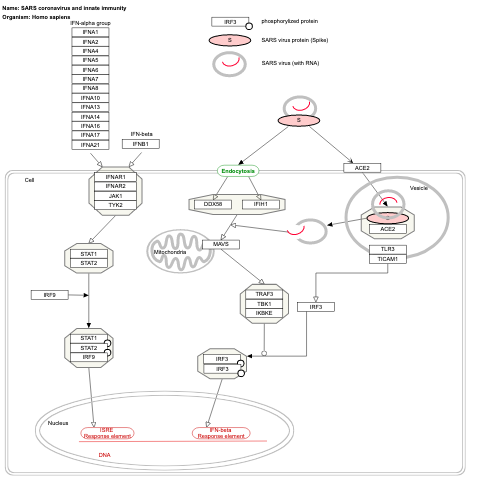 Name: SARS coronavirus and innate immunity
Organism: Homo sapiens
IFN-alpha group
IFNA1
IFNA2
IFNA4
IFNA5
IFNA6
IFNA7
IFNA8
IFNA10
IFNA13
IFNA14
IFNA16
IFNA17
IFNA21
IFN-beta
IFNB1
IRF3
phosphorylized protein
S
SARS virus protein (Spike)
SARS virus (with RNA)
S
Endocytosis
ACE2
Cell
Vesicle
IFNAR1
IFNAR2
JAK1
TYK2
DDX58
IFIH1
ACE2
MAVS
Mitochondria
TLR3
TICAM1
STAT1
STAT2
IRF9
TRAF3
TBK1
IKBKE
IRF3
STAT1
STAT2
IRF9
IRF3
IRF3
Nucleus
ISRE
Response element
IFN-beta
Response element
DNA